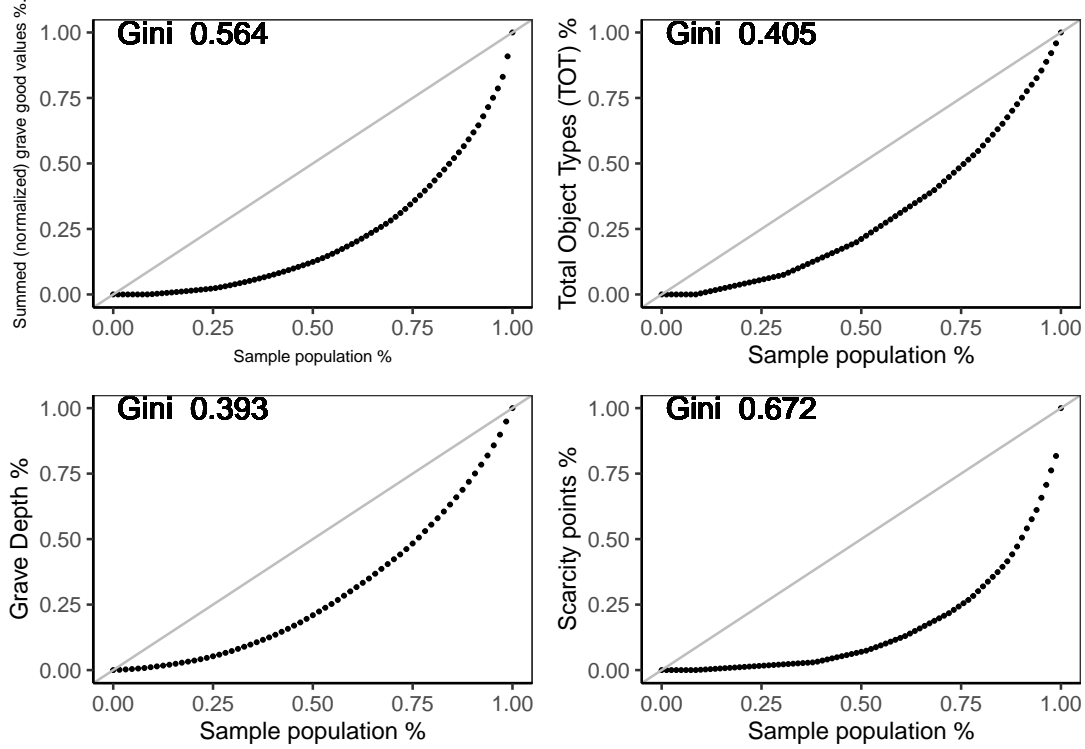 Summed (normalized) grave good values %.
Gini 0.564
1.00
0.75
0.50
0.25
0.00
0.00 0.25 0.50 0.75 1.00
Sample population %
Total Object Types (TOT) %
Gini 0.405
1.00
0.75
0.50
0.25
0.00
0.00 0.25 0.50 0.75 1.00
Sample population %
Grave Depth %
Gini 0.393
1.00
0.75
0.50
0.25
0.00
0.00 0.25 0.50 0.75 1.00
Sample population %
Scarcity points %
Gini 0.672
1.00
0.75
0.50
0.25
0.00
0.00 0.25 0.50 0.75 1.00
Sample population %